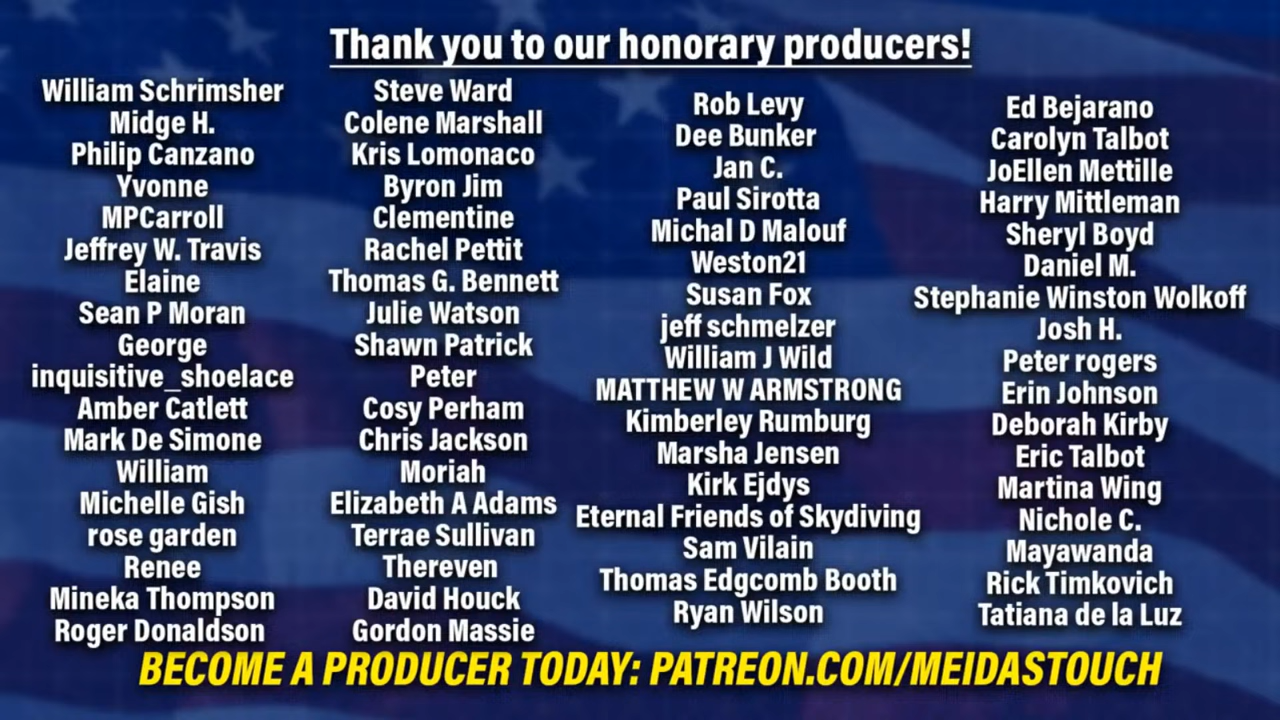 Thank you to our honorary producers!
William Schrimsher
Midge H.
Philip Canzano
Yvonne
MPCarroll
Jeffrey W. Travis
Elaine
Sean P Moran
George
inquisitive_shoelace
Amber Catlett
Mark De Simone
William
Michelle Gish
rose garden
Renee
Mineka Thompson
Roger Donaldson
Steve Ward
Colene Marshall
Kris Lomonaco
Byron Jim
Clementine
Rachel Pettit
Thomas G. Bennett
Julie Watson
Shawn Patrick
Peter
Cosy Perham
Chris Jackson
Moriah
Elizabeth A Adams
Terrae Sullivan
Thereven
David Houck
Gordon Massie
Rob Levy
Dee Bunker
Jan C.
Paul Sirotta
Michal D Malouf
Weston21
Susan Fox
jeff schmelzer
William J Wild
MATTHEW W ARMSTRONG
Kimberley Rumburg
Marsha Jensen
Kirk Ejdys
Eternal Friends of Skydiving
Sam Vilain
Thomas Edgcomb Booth
Ryan Wilson
Ed Bejarano
Carolyn Talbot
JoEllen Mettille
Harry Mittleman
Sheryl Boyd
Daniel M.
Stephanie Winston Wolkoff
Josh H.
Peter rogers
Erin Johnson
Deborah Kirby
Eric Talbot
Martina Wing
Nichole C.
Mayawanda
Rick Timkovich
Tatiana de la Luz
BECOME A PRODUCER TODAY: PATREON.COM/MEIDASTOUCH